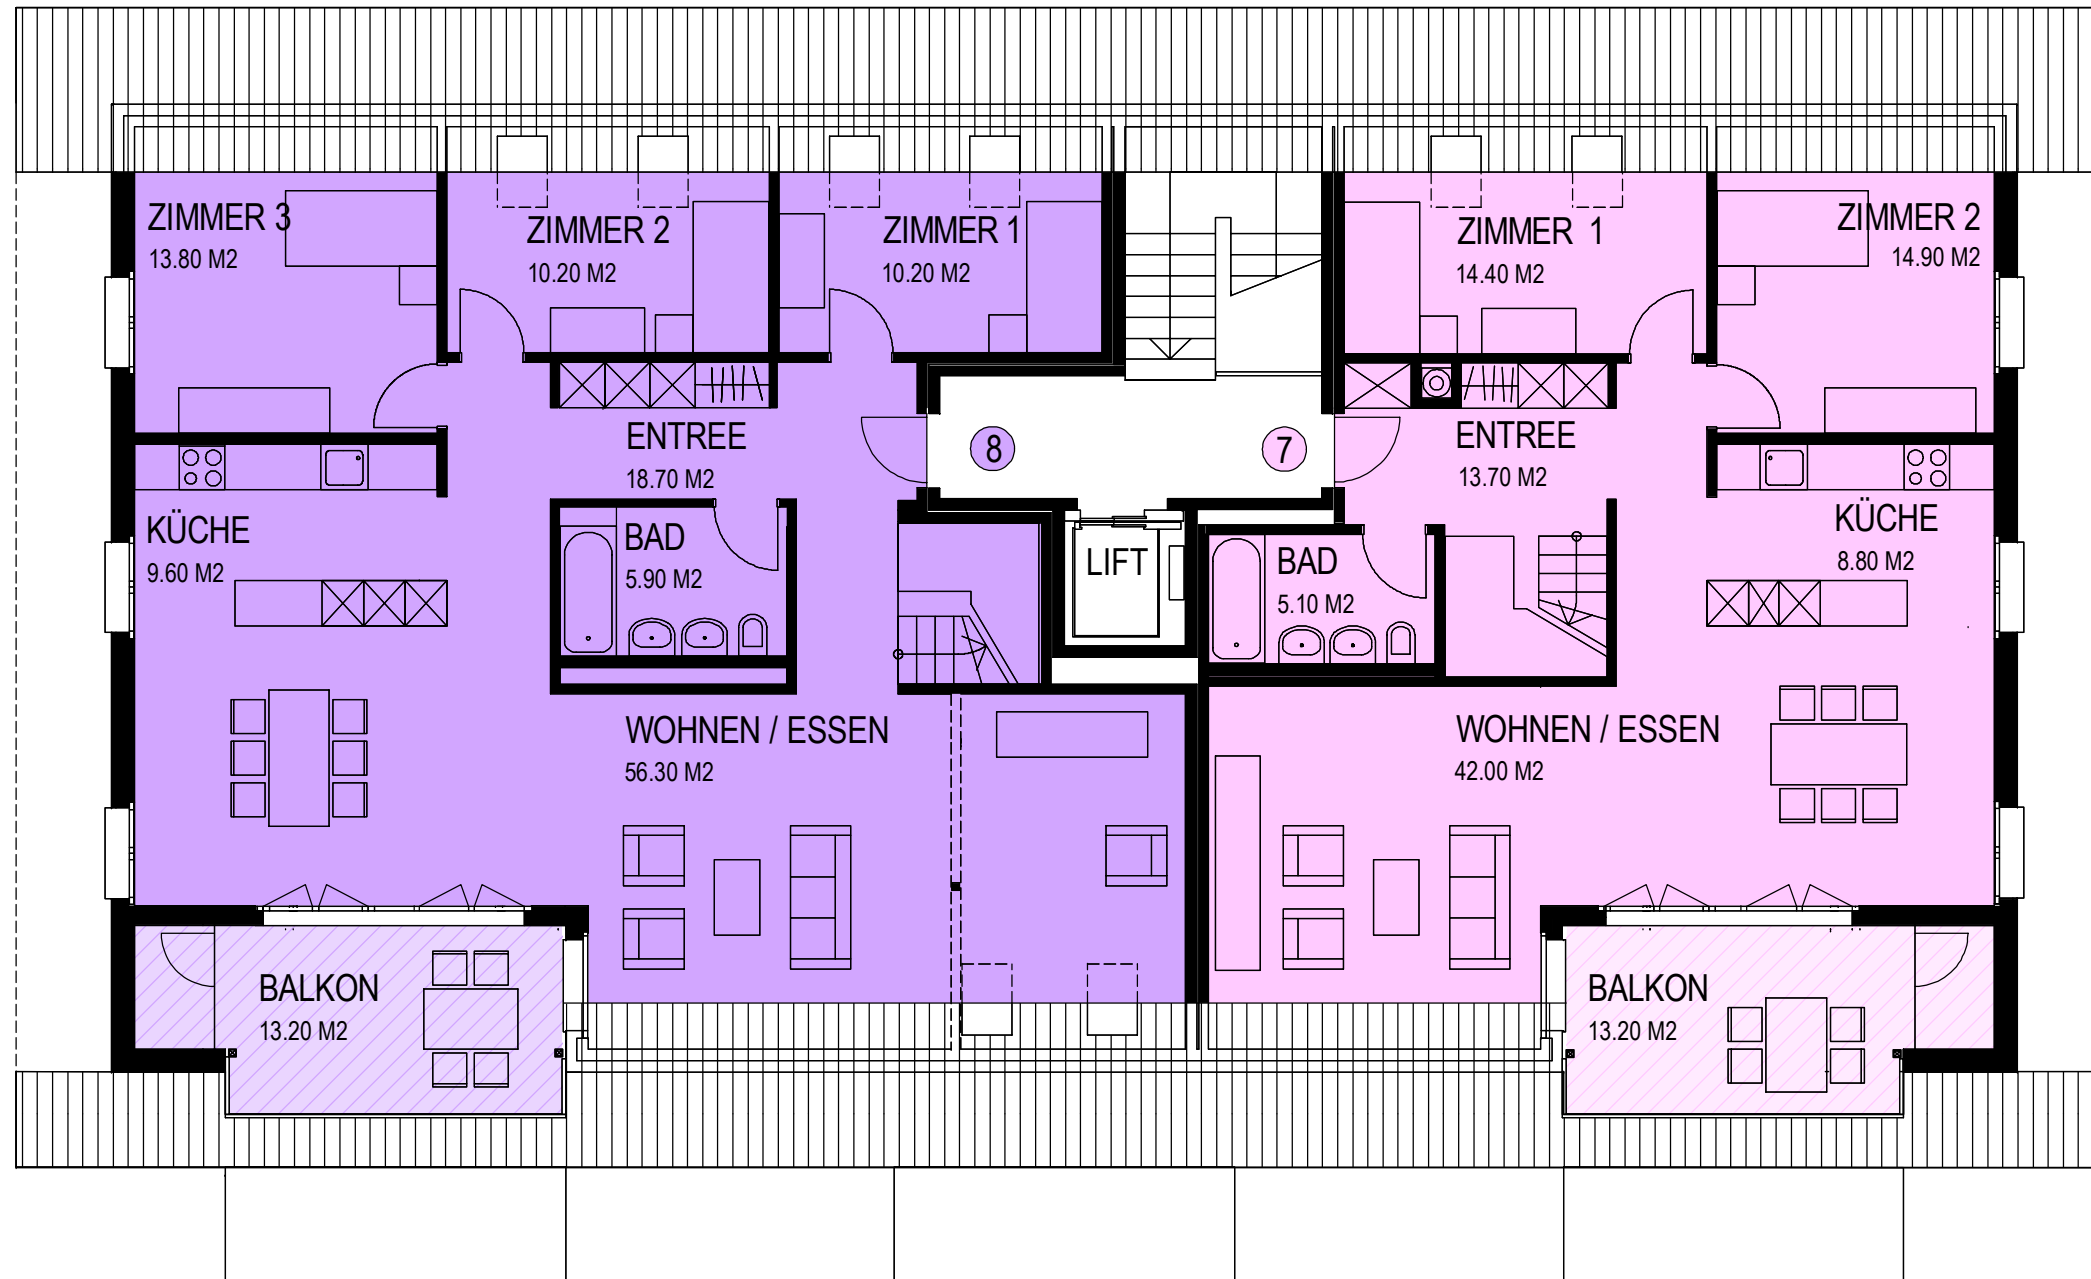 ZIMMER 3
13.80 M2
ZIMMER 2
10.20 M2
ZIMMER 1
10.20 M2
ZIMMER 1
14.40 M2
ZIMMER 2
14.90 M2
ENTREE
18.70 M2
8
7
ENTREE
13.70 M2
KÜCHE
9.60 M2
BAD
5.90 M2
LIFT
BAD
5.10 M2
KÜCHE
8.80 M2
WOHNEN / ESSEN
56.30 M2
WOHNEN / ESSEN
42.00 M2
BALKON
13.20 M2
BALKON
13.20 M2